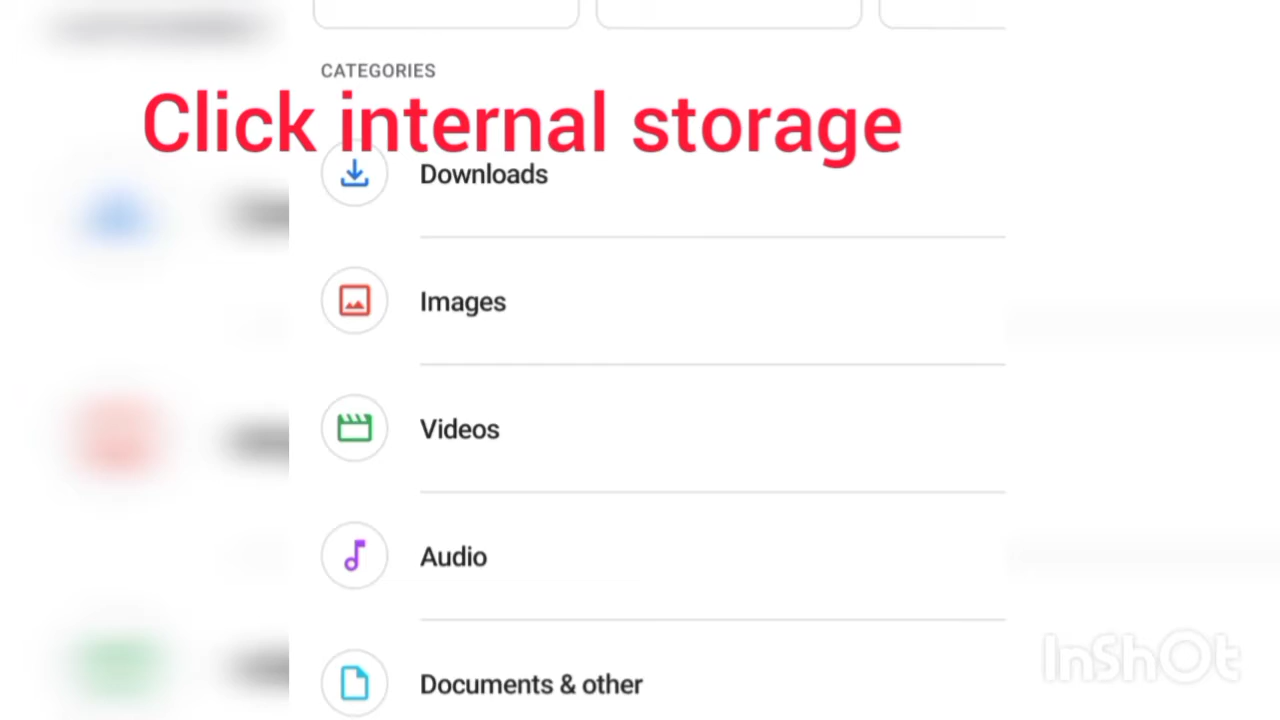 CATEGORIES
Click internal storage
Downloads
Images
Videos
Audio
Documents & other
InShOt